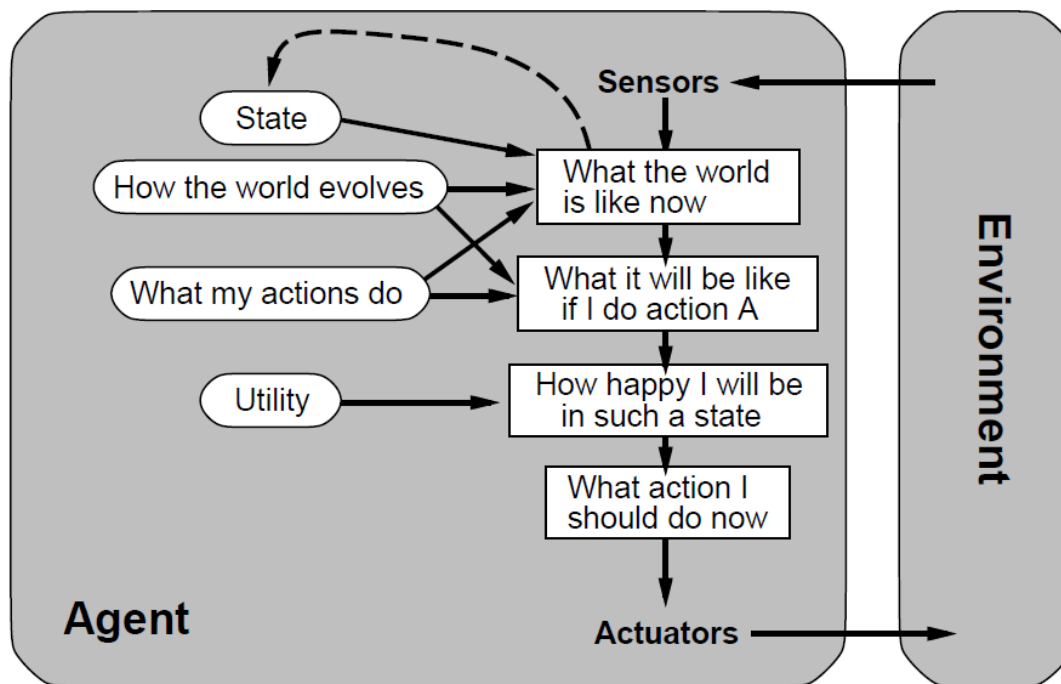 Sensors
State
What the world
is like now
How the world evolves
What it will be like
if I do action A
What my actions do
How happy I will be
in such a state
Utility
What action I
should do now
Agent
Actuators
Environment